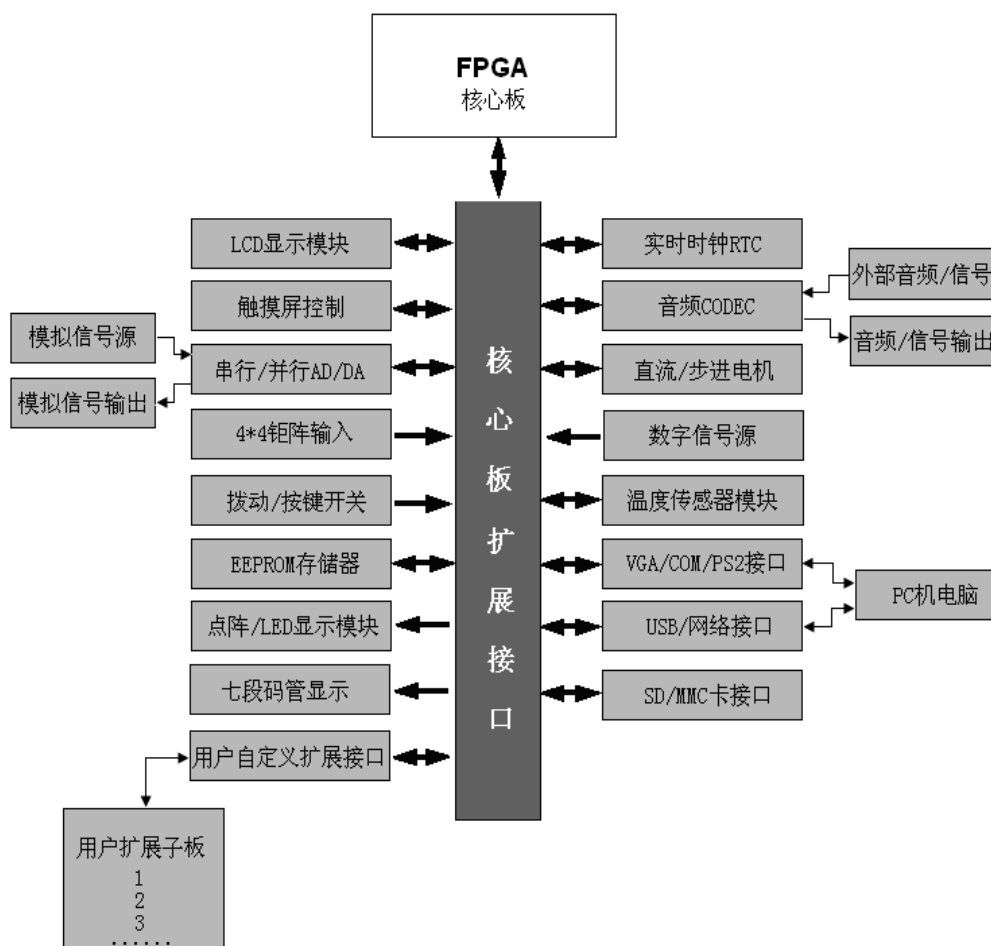 FPGA
核心板
核心板扩展接口
LCD显示模块
触摸屏控制
模拟信号源
串行/并行AD/DA
模拟信号输出
4*4钜阵输入
拨动/按键开关
EEPROM存储器
点阵/LED显示模块
七段码管显示
用户自定义扩展接口
用户扩展子板
1
2
3
······
实时时钟RTC
外部音频/信号
音频CODEC
音频/信号输出
直流/步进电机
数字信号源
温度传感器模块
VGA/COM/PS2接口
PC机电脑
USB/网络接口
SD/MMC卡接口